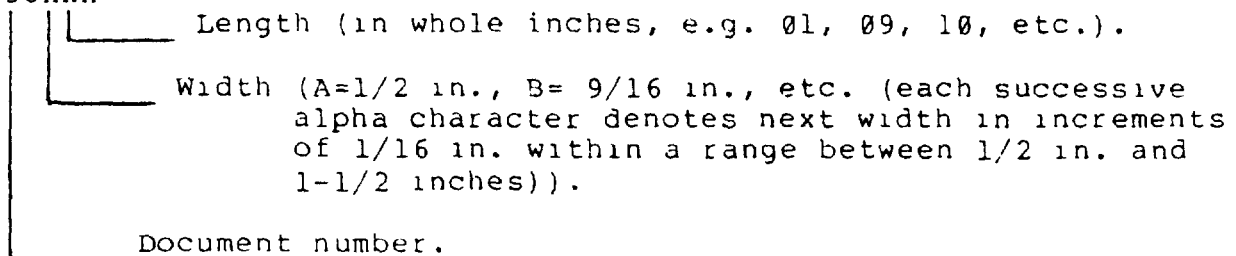 Length (in whole inches, e.g. 01, 09, 10, etc.).
Width (A=1/2 in., B= 9/16 in., etc. (each successive
alpha character denotes next width in increments
of 1/16 in. within a range between 1/2 in. and
1-1/2 inches)).
Document number.